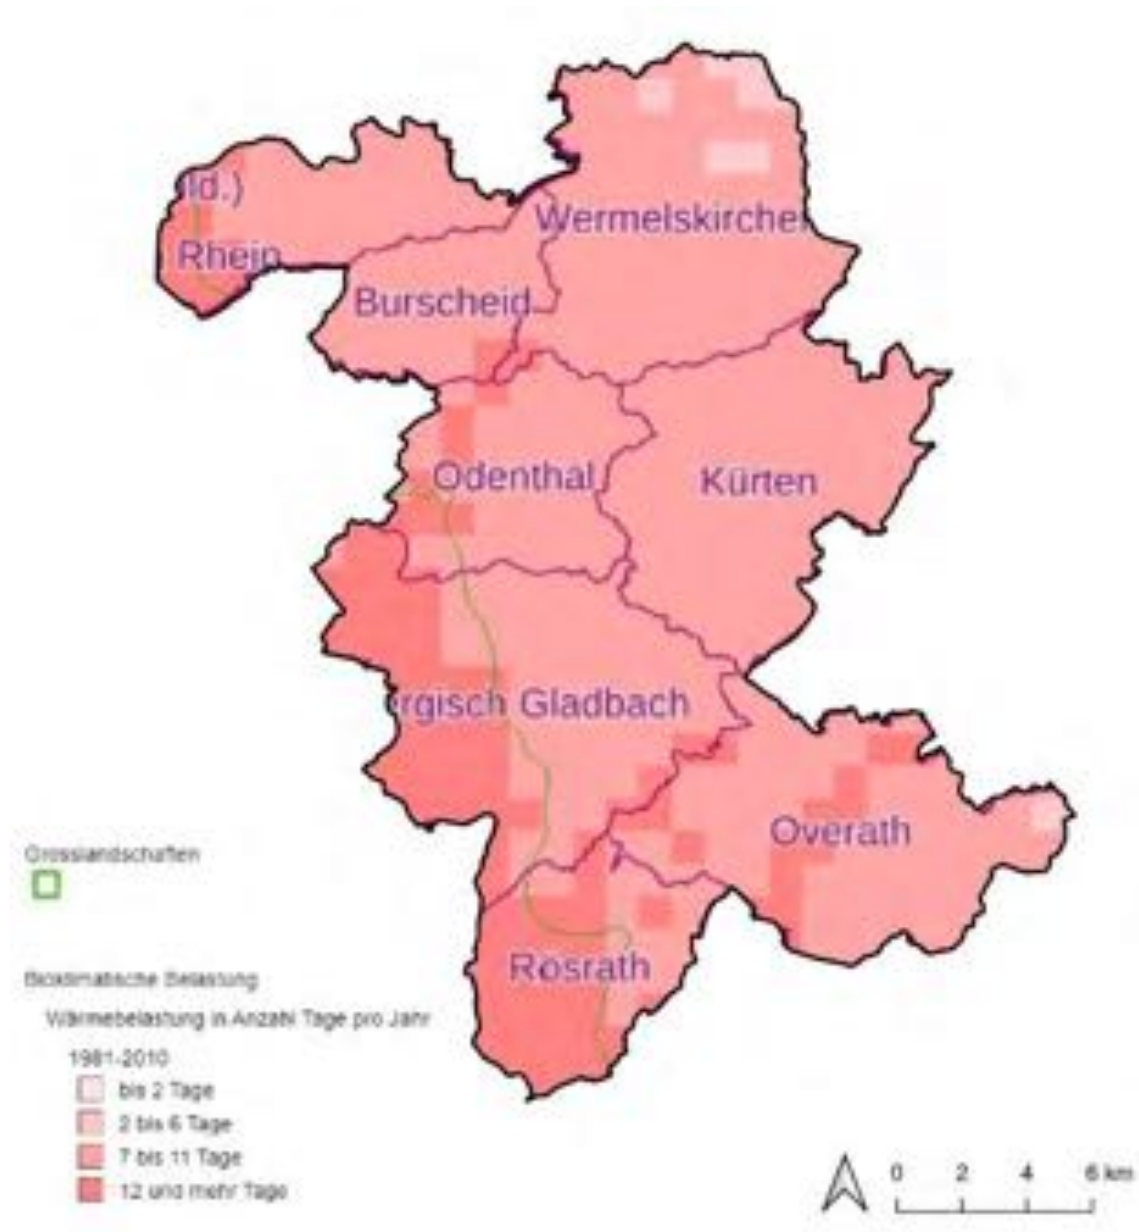 ld.)
Rhein
Wermelskirchen
Burscheid
Odenthal
Kürten
rgisch Gladbach
Overath
Rösrath
Grosslandschaften
Bioklimatische Belastung
Wärmebelastung in Anzahl Tage pro Jahr
1981-2010
bis 2 Tage
2 bis 6 Tage
7 bis 11 Tage
12 und mehr Tage
0 2 4 6 km